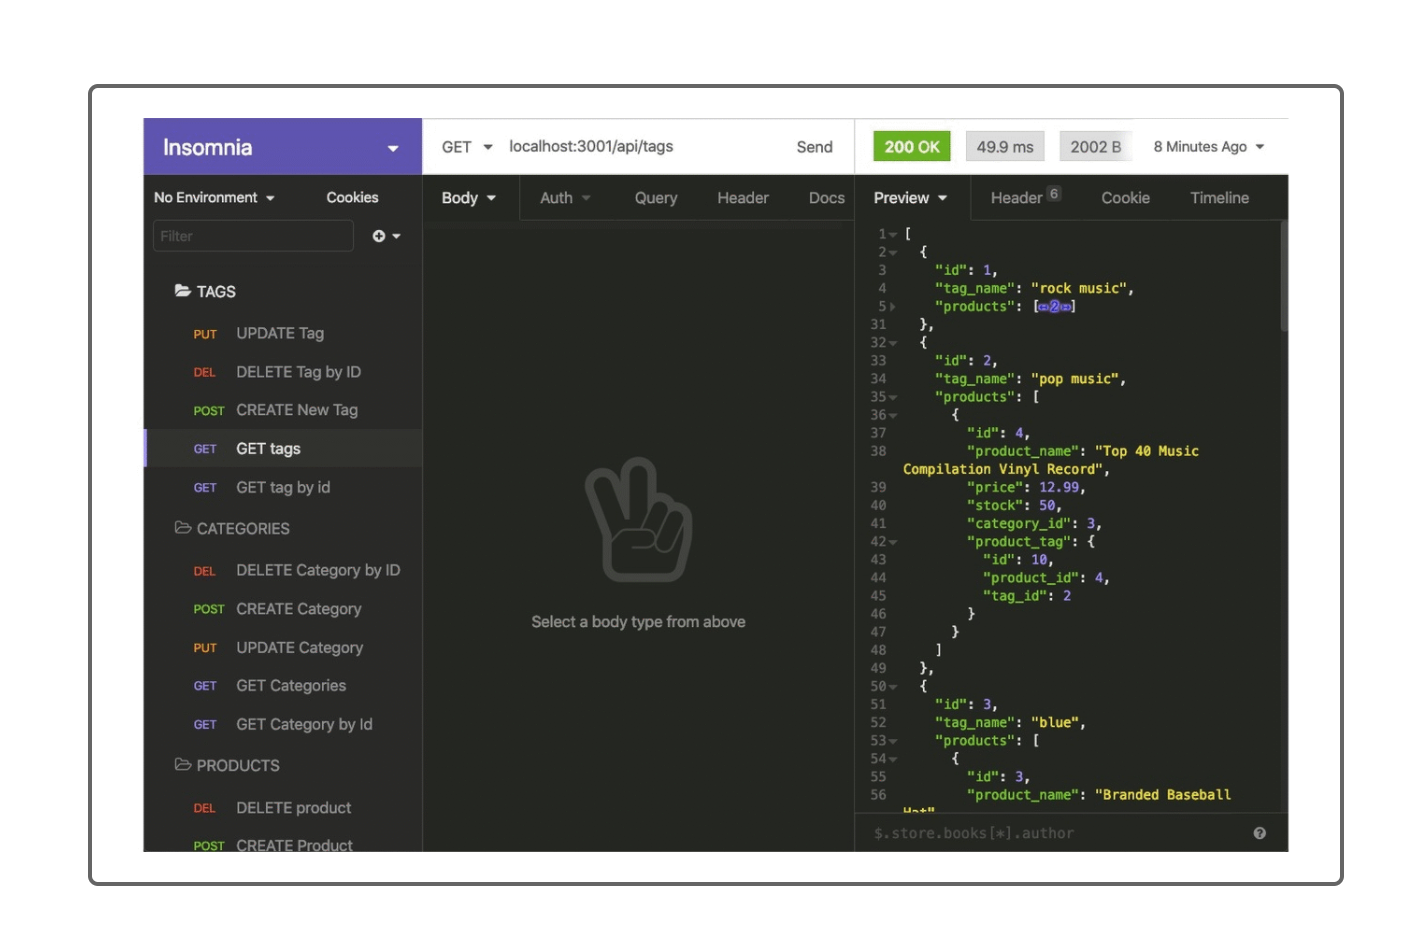 Insomnia
GET localhost:3001/api/tags Send
200 OK 49.9 ms 2002 B 8 Minutes Ago
No Environment Cookies
Body Auth Query Header Docs
Preview Header 6 Cookie Timeline
Filter
TAGS
PUT UPDATE Tag
DEL DELETE Tag by ID
POST CREATE New Tag
GET GET tags
GET GET tag by id
CATEGORIES
DEL DELETE Category by ID
POST CREATE Category
PUT UPDATE Category
GET GET Categories
GET GET Category by Id
PRODUCTS
DEL DELETE product
POST CREATE Product
Select a body type from above
1 [
2 {
3 "id": 1,
4 "tag_name": "rock music",
5 "products": [↔2↔]
31 },
32 {
33 "id": 2,
34 "tag_name": "pop music",
35 "products": [
36 {
37 "id": 4,
38 "product_name": "Top 40 Music
Compilation Vinyl Record",
39 "price": 12.99,
40 "stock": 50,
41 "category_id": 3,
42 "product_tag": {
43 "id": 10,
44 "product_id": 4,
45 "tag_id": 2
46 }
47 }
48 ]
49 },
50 {
51 "id": 3,
52 "tag_name": "blue",
53 "products": [
54 {
55 "id": 3,
56 "product_name": "Branded Baseball
Hat"
$.store.books[*].author